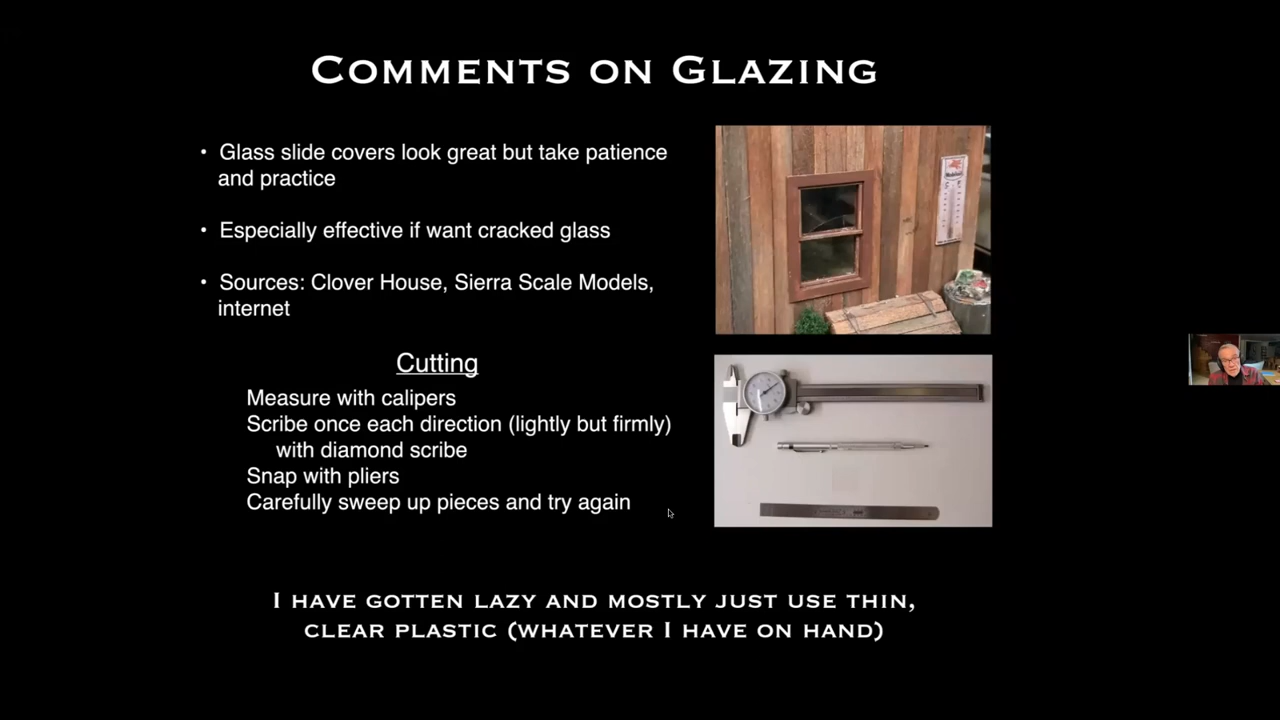 Comments on Glazing
• Glass slide covers look great but take patience
and practice
• Especially effective if want cracked glass
• Sources: Clover House, Sierra Scale Models,
internet
Cutting
Measure with calipers
Scribe once each direction (lightly but firmly)
with diamond scribe
Snap with pliers
Carefully sweep up pieces and try again
I have gotten lazy and mostly just use thin,
clear plastic (whatever I have on hand)